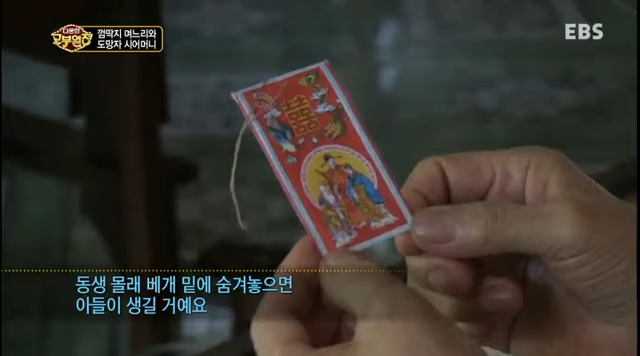 다문화 고부열전
껌딱지 며느리와
도망자 시어머니
EBS
囍
동생 몰래 베개 밑에 숨겨놓으면
아들이 생길 거예요